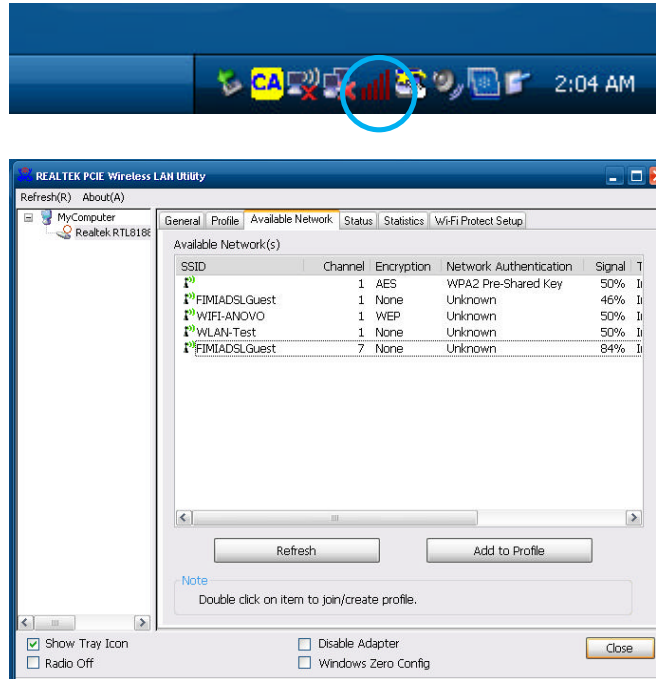 CA
2:04 AM
REALTEK PCIE Wireless LAN Utility
Refresh(R) About(A)
MyComputer
Realtek RTL818
General Profile Available Network Status Statistics Wi-Fi Protect Setup
Available Network(s)
SSID Channel Encryption Network Authentication Signal T
1 AES WPA2 Pre-Shared Key 50%
FIMIADSLGuest 1 None Unknown 46%
WIFI-ANOVO 1 WEP Unknown 50%
WLAN-Test 1 None Unknown 50%
FIMIADSLGuest 7 None Unknown 84%
Refresh Add to Profile
Note
Double click on item to join/create profile.
Show Tray Icon Disable Adapter Close
Radio Off Windows Zero Config